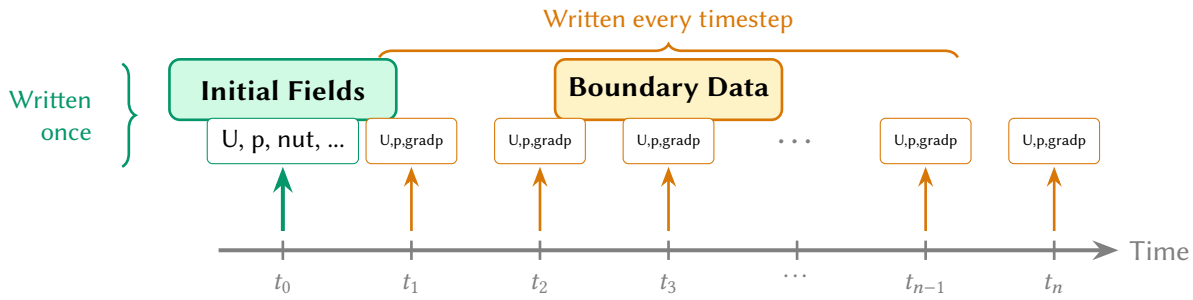 Written every timestep
Written
once
Initial Fields
Boundary Data
U, p, nut, ...
U,p,gradp
U,p,gradp
U,p,gradp
...
U,p,gradp
U,p,gradp
Time
t₀
t₁
t₂
t₃
...
tₙ₋₁
tₙ